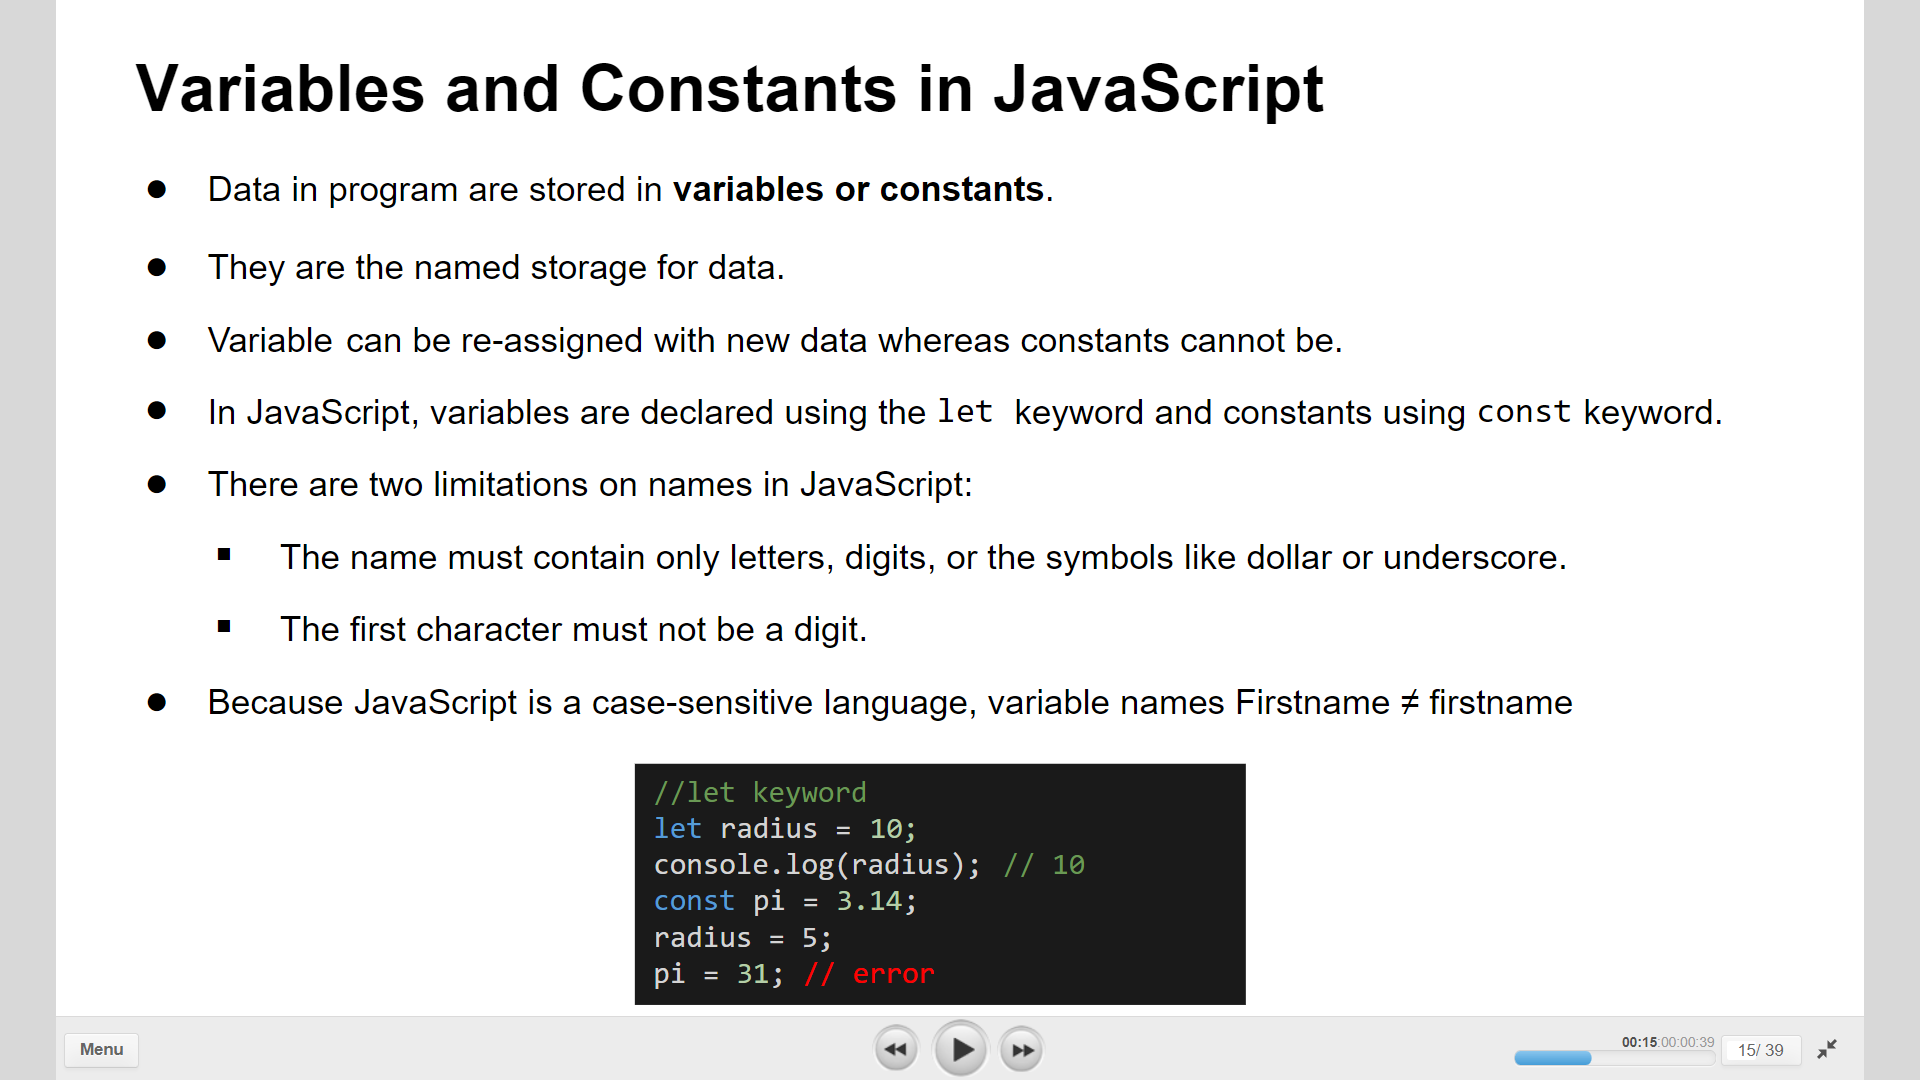 Variables and Constants in JavaScript
● Data in program are stored in variables or constants.
● They are the named storage for data.
● Variable can be re-assigned with new data whereas constants cannot be.
● In JavaScript, variables are declared using the let keyword and constants using const keyword.
● There are two limitations on names in JavaScript:
▪ The name must contain only letters, digits, or the symbols like dollar or underscore.
▪ The first character must not be a digit.
● Because JavaScript is a case-sensitive language, variable names Firstname ≠ firstname
//let keyword
let radius = 10;
console.log(radius); // 10
const pi = 3.14;
radius = 5;
pi = 31; // error
Menu
00:15:00:00:39
15/ 39